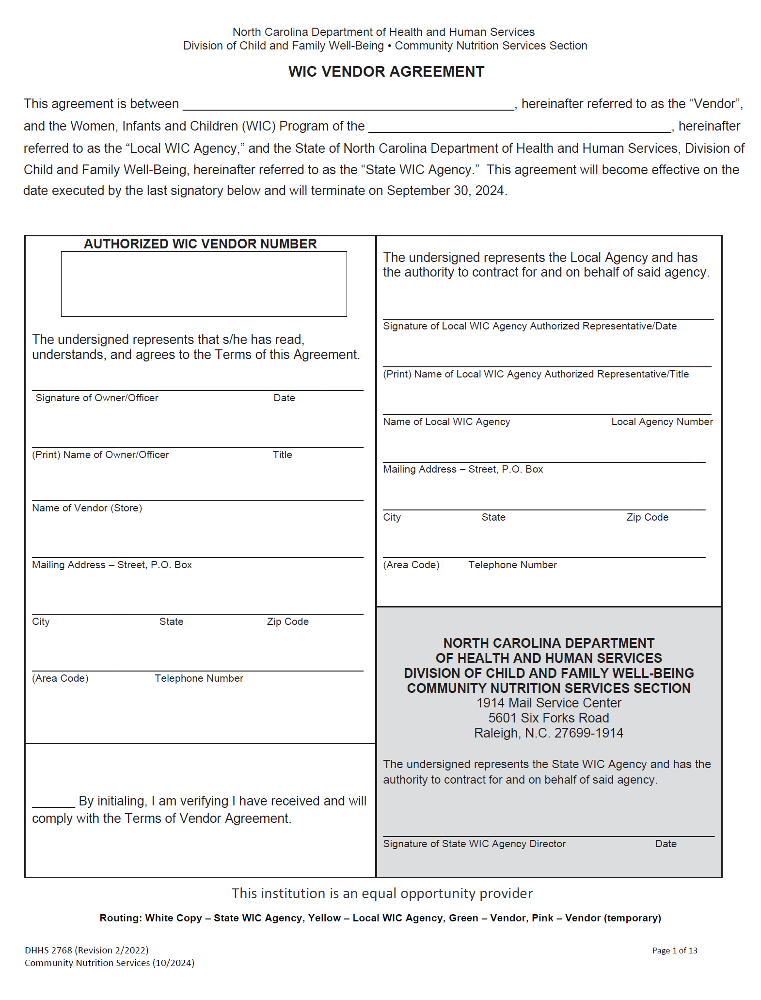 North Carolina Department of Health and Human Services
Division of Child and Family Well-Being • Community Nutrition Services Section
WIC VENDOR AGREEMENT
This agreement is between ______________________________, hereinafter referred to as the “Vendor”,
and the Women, Infants and Children (WIC) Program of the ______________________________, hereinafter
referred to as the “Local WIC Agency,” and the State of North Carolina Department of Health and Human Services, Division of
Child and Family Well-Being, hereinafter referred to as the “State WIC Agency.” This agreement will become effective on the
date executed by the last signatory below and will terminate on September 30, 2024.
AUTHORIZED WIC VENDOR NUMBER
The undersigned represents that s/he has read,
understands, and agrees to the Terms of this Agreement.
Signature of Owner/Officer Date
(Print) Name of Owner/Officer Title
Name of Vendor (Store)
Mailing Address – Street, P.O. Box
City State Zip Code
(Area Code) Telephone Number
______ By initialing, I am verifying I have received and will
comply with the Terms of Vendor Agreement.
The undersigned represents the Local Agency and has
the authority to contract for and on behalf of said agency.
Signature of Local WIC Agency Authorized Representative/Date
(Print) Name of Local WIC Agency Authorized Representative/Title
Name of Local WIC Agency Local Agency Number
Mailing Address – Street, P.O. Box
City State Zip Code
(Area Code) Telephone Number
NORTH CAROLINA DEPARTMENT
OF HEALTH AND HUMAN SERVICES
DIVISION OF CHILD AND FAMILY WELL-BEING
COMMUNITY NUTRITION SERVICES SECTION
1914 Mail Service Center
5601 Six Forks Road
Raleigh, N.C. 27699-1914
The undersigned represents the State WIC Agency and has the
authority to contract for and on behalf of said agency.
Signature of State WIC Agency Director Date
This institution is an equal opportunity provider
Routing: White Copy – State WIC Agency, Yellow – Local WIC Agency, Green – Vendor, Pink – Vendor (temporary)
DHHS 2768 (Revision 2/2022) Page 1 of 13
Community Nutrition Services (10/2024)